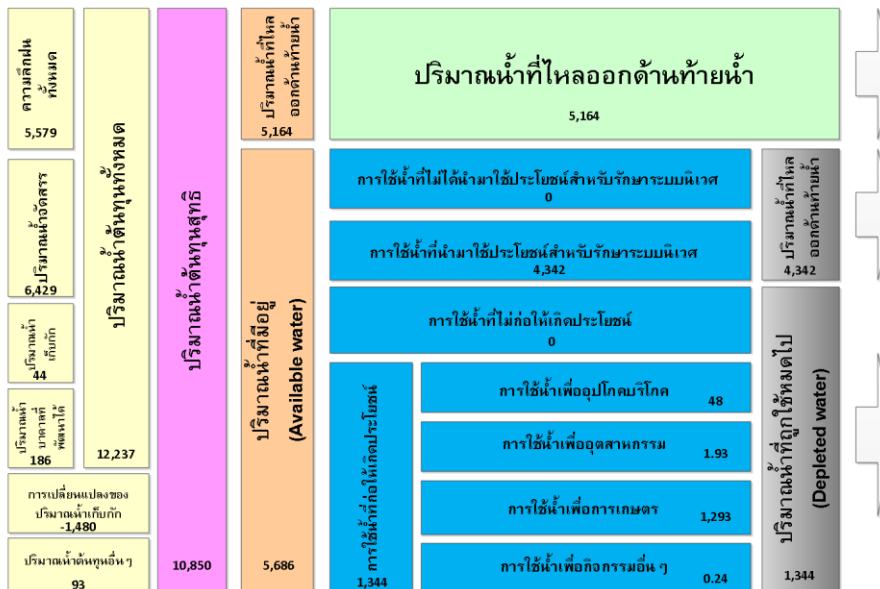 ความลึกฝน
ทั้งหมด
5,579
ปริมาณน้ำจัดสรร
6,429
ปริมาณน้ำ
เก็บกัก
44
ปริมาณน้ำ
บาดาลที่
พัฒนาได้
186
ปริมาณน้ำต้นทุนทั้งหมด
12,237
การเปลี่ยนแปลงของ
ปริมาณน้ำเก็บกัก
-1,480
ปริมาณน้ำต้นทุนอื่น ๆ
93
ปริมาณน้ำต้นทุนสุทธิ
10,850
ปริมาณน้ำที่ไหล
ออกด้านท้ายน้ำ
5,164
ปริมาณน้ำที่มีอยู่
(Available water)
5,686
ปริมาณน้ำที่ไหลออกด้านท้ายน้ำ
5,164
การใช้น้ำที่ไม่ได้นำมาใช้ประโยชน์สำหรับรักษาระบบนิเวศ
0
การใช้น้ำที่นำมาใช้ประโยชน์สำหรับรักษาระบบนิเวศ
4,342
การใช้น้ำที่ไม่ก่อให้เกิดประโยชน์
0
การใช้น้ำที่ก่อให้เกิดประโยชน์
1,344
การใช้น้ำเพื่ออุปโภคบริโภค
48
การใช้น้ำเพื่ออุตสาหกรรม
1.93
การใช้น้ำเพื่อการเกษตร
1,293
การใช้น้ำเพื่อกิจกรรมอื่น ๆ
0.24
ปริมาณน้ำที่ไหล
ออกด้านท้ายน้ำ
4,342
ปริมาณน้ำที่ถูกใช้หมดไป
(Depleted water)
1,344